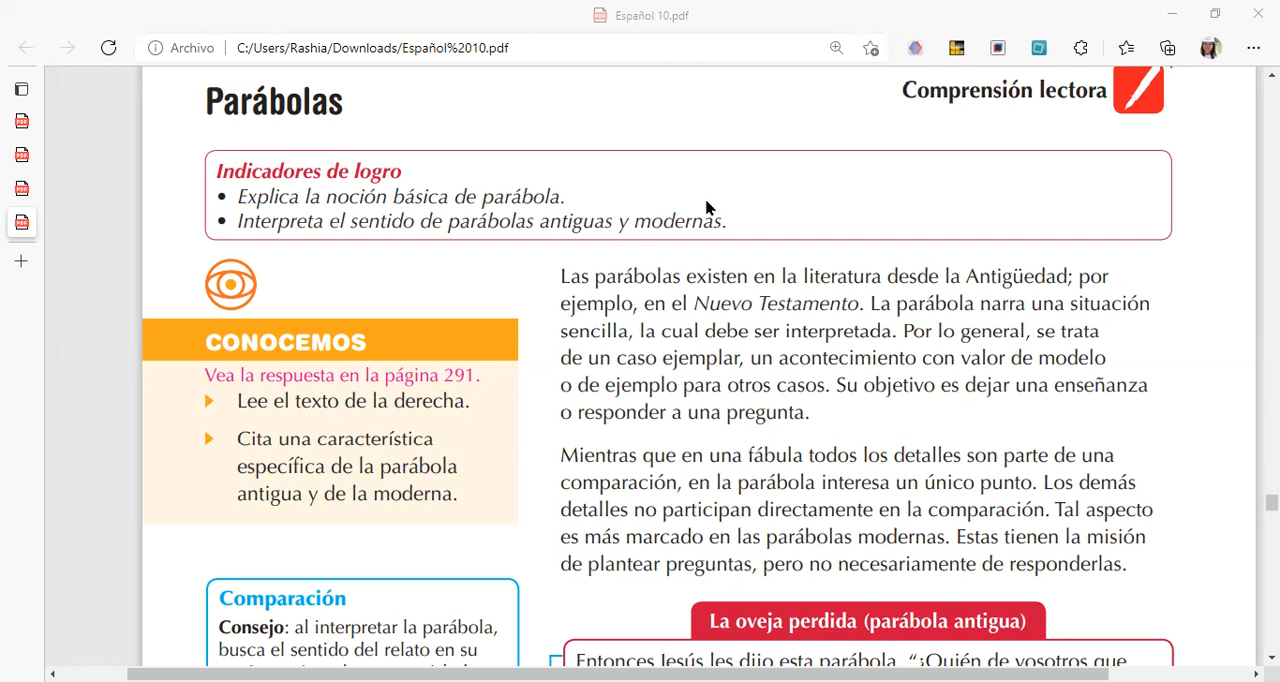 Español 10.pdf
Archivo
C:/Users/Rashia/Downloads/Español%2010.pdf
Parábolas
Comprensión lectora
Indicadores de logro
• Explica la noción básica de parábola.
• Interpreta el sentido de parábolas antiguas y modernas.
CONOCEMOS
Vea la respuesta en la página 291.
Lee el texto de la derecha.
Cita una característica
específica de la parábola
antigua y de la moderna.
Comparación
Consejo: al interpretar la parábola,
busca el sentido del relato en su
Las parábolas existen en la literatura desde la Antigüedad; por
ejemplo, en el Nuevo Testamento. La parábola narra una situación
sencilla, la cual debe ser interpretada. Por lo general, se trata
de un caso ejemplar, un acontecimiento con valor de modelo
o de ejemplo para otros casos. Su objetivo es dejar una enseñanza
o responder a una pregunta.
Mientras que en una fábula todos los detalles son parte de una
comparación, en la parábola interesa un único punto. Los demás
detalles no participan directamente en la comparación. Tal aspecto
es más marcado en las parábolas modernas. Estas tienen la misión
de plantear preguntas, pero no necesariamente de responderlas.
La oveja perdida (parábola antigua)
Entonces Jesús les dijo esta parábola. “¿Quién de vosotros que